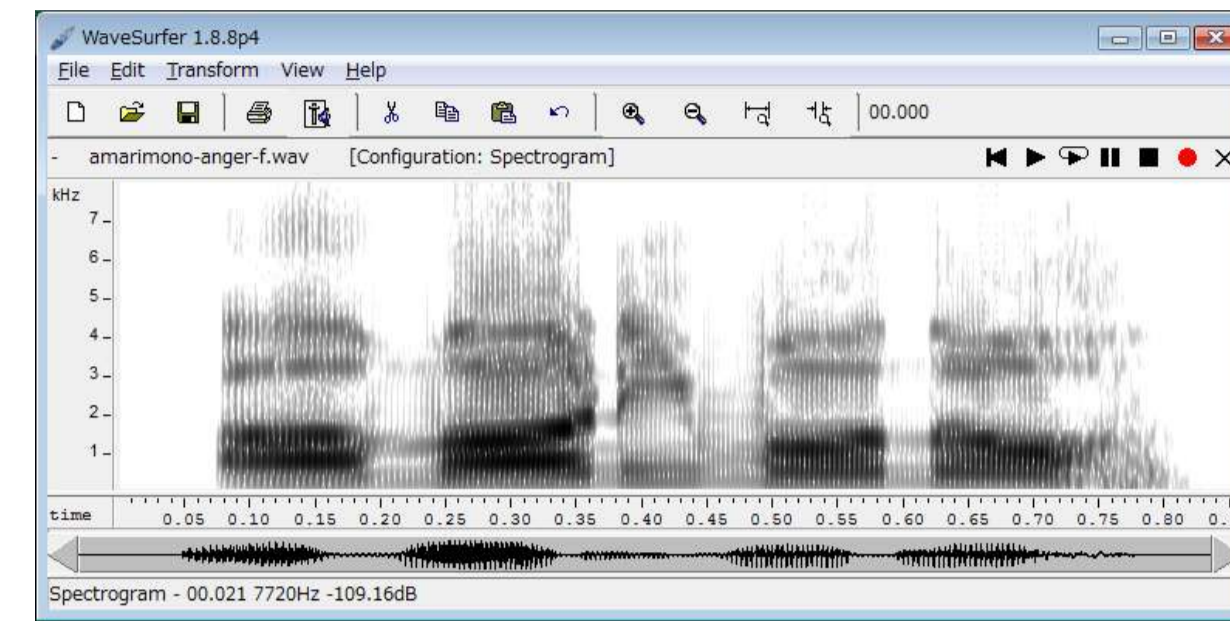 WaveSurfer 1.8.8p4
File Edit Transform View Help
00.000
- amarimono-anger-f.wav [Configuration: Spectrogram]
kHz
7
6
5
4
3
2
1
time 0.05 0.10 0.15 0.20 0.25 0.30 0.35 0.40 0.45 0.50 0.55 0.60 0.65 0.70 0.75 0.80 0.
Spectrogram - 00.021 7720Hz -109.16dB